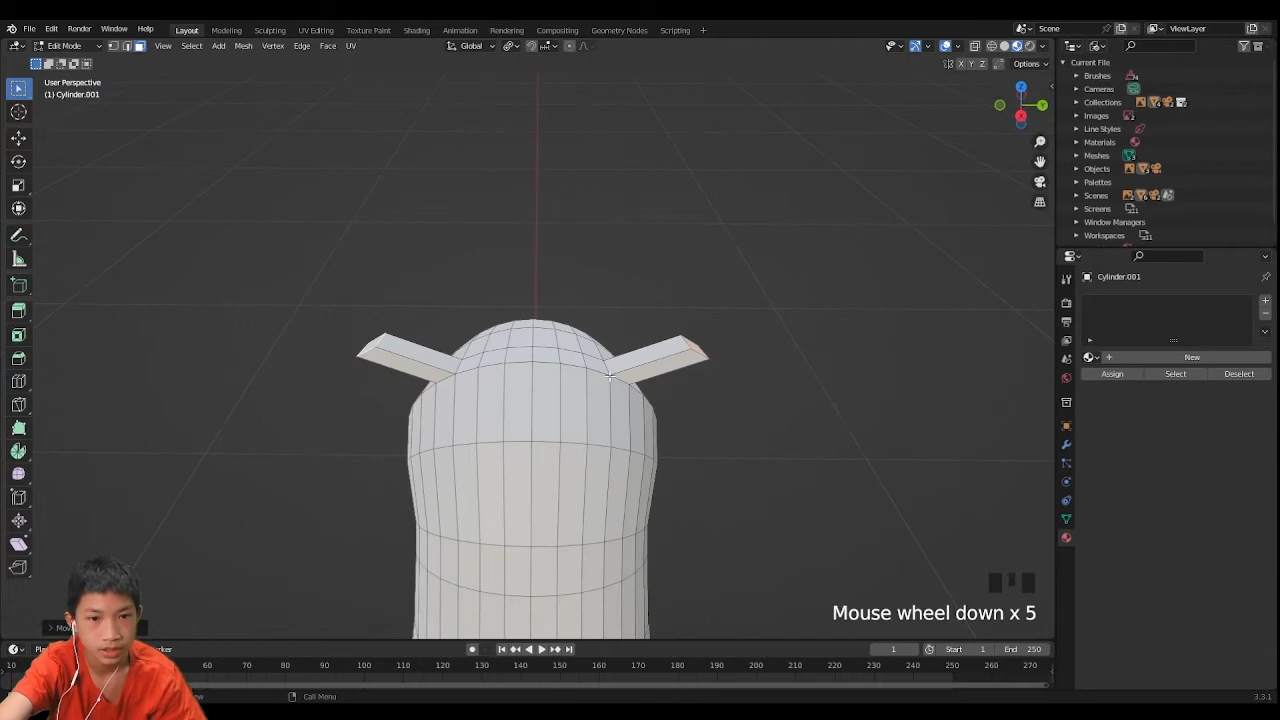 File Edit Render Window Help Layout Modeling Sculpting UV Editing Texture Paint Shading Animation Rendering Compositing Geometry Nodes Scripting + Scene ViewLayer
Edit Mode View Select Add Mesh Vertex Edge Face UV Global
X Y Z Options
User Perspective
(1) Cylinder.001
Current File
Brushes
Cameras
Collections
Images
Line Styles
Materials
Meshes
Objects
Palettes
Scenes
Screens
Window Managers
Workspaces
Cylinder.001
New
Assign Select Deselect
Mouse wheel down x 5
1 Start 1 End 250
10 60 70 80 90 100 110 120 130 140 150 160 170 180 190 200 210 220 230 240 250 260 270
Call Menu 3.3.1